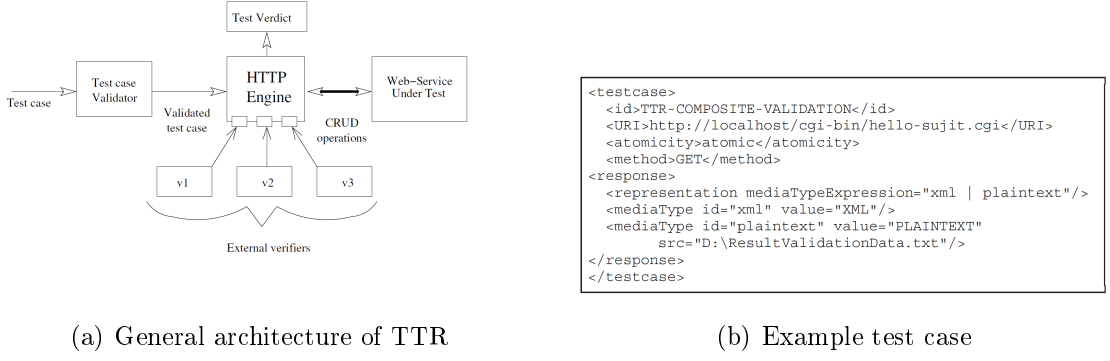 Test Verdict
Test case
Validator
HTTP
Engine
Web-Service
Under Test
Test case
Validated
test case
CRUD
operations
v1
v2
v3
External verifiers
(a) General architecture of TTR
<testcase>
<id>TTR-COMPOSITE-VALIDATION</id>
<URI>http://localhost/cgi-bin/hello-sujit.cgi</URI>
<atomicity>atomic</atomicity>
<method>GET</method>
<response>
<representation mediaTypeExpression="xml | plaintext"/>
<mediaType id="xml" value="XML"/>
<mediaType id="plaintext" value="PLAINTEXT"
src="D:\ResultValidationData.txt"/>
</response>
</testcase>
(b) Example test case